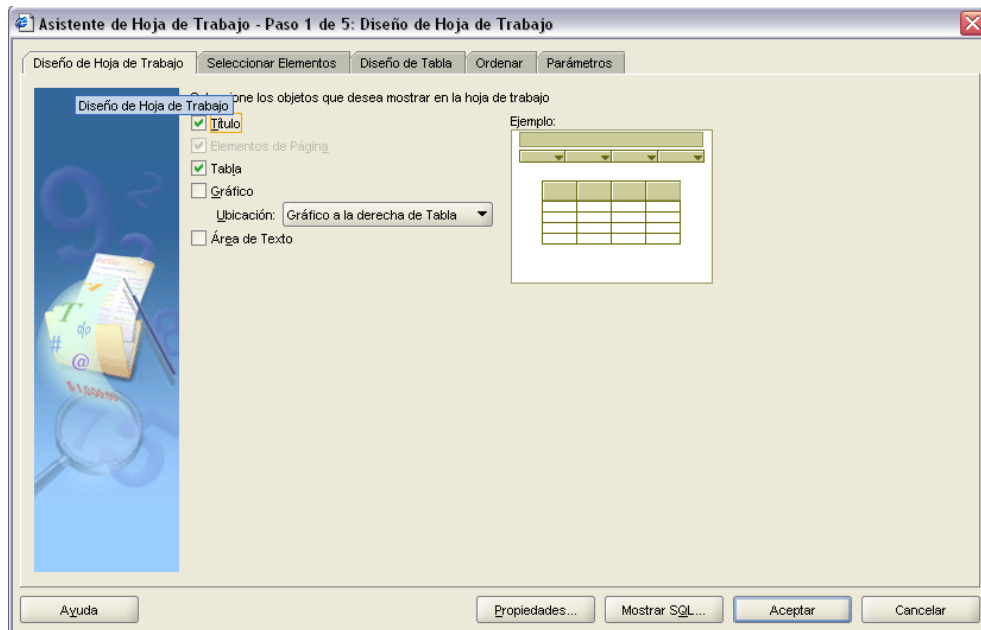 Asistente de Hoja de Trabajo - Paso 1 de 5: Diseño de Hoja de Trabajo
Diseño de Hoja de Trabajo
Seleccionar Elementos
Diseño de Tabla
Ordenar
Parámetros
los objetos que desea mostrar en la hoja de trabajo
Diseño de Hoja de Trabajo
Título
Ejemplo:
Elementos de Página
Tabla
Gráfico
Ubicación: Gráfico a la derecha de Tabla
Área de Texto
T
%
#
@
$1,000.00
Ayuda
Propiedades...
Mostrar SQL...
Aceptar
Cancelar